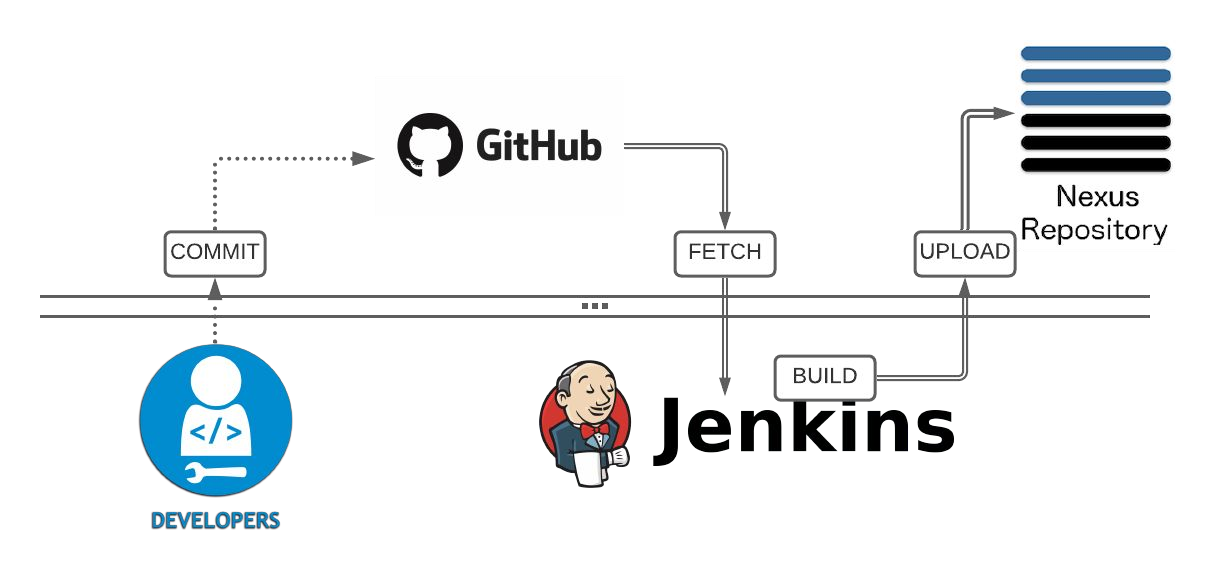 GitHub
Nexus
Repository
COMMIT
FETCH
UPLOAD
BUILD
</>
Jenkins
DEVELOPERS